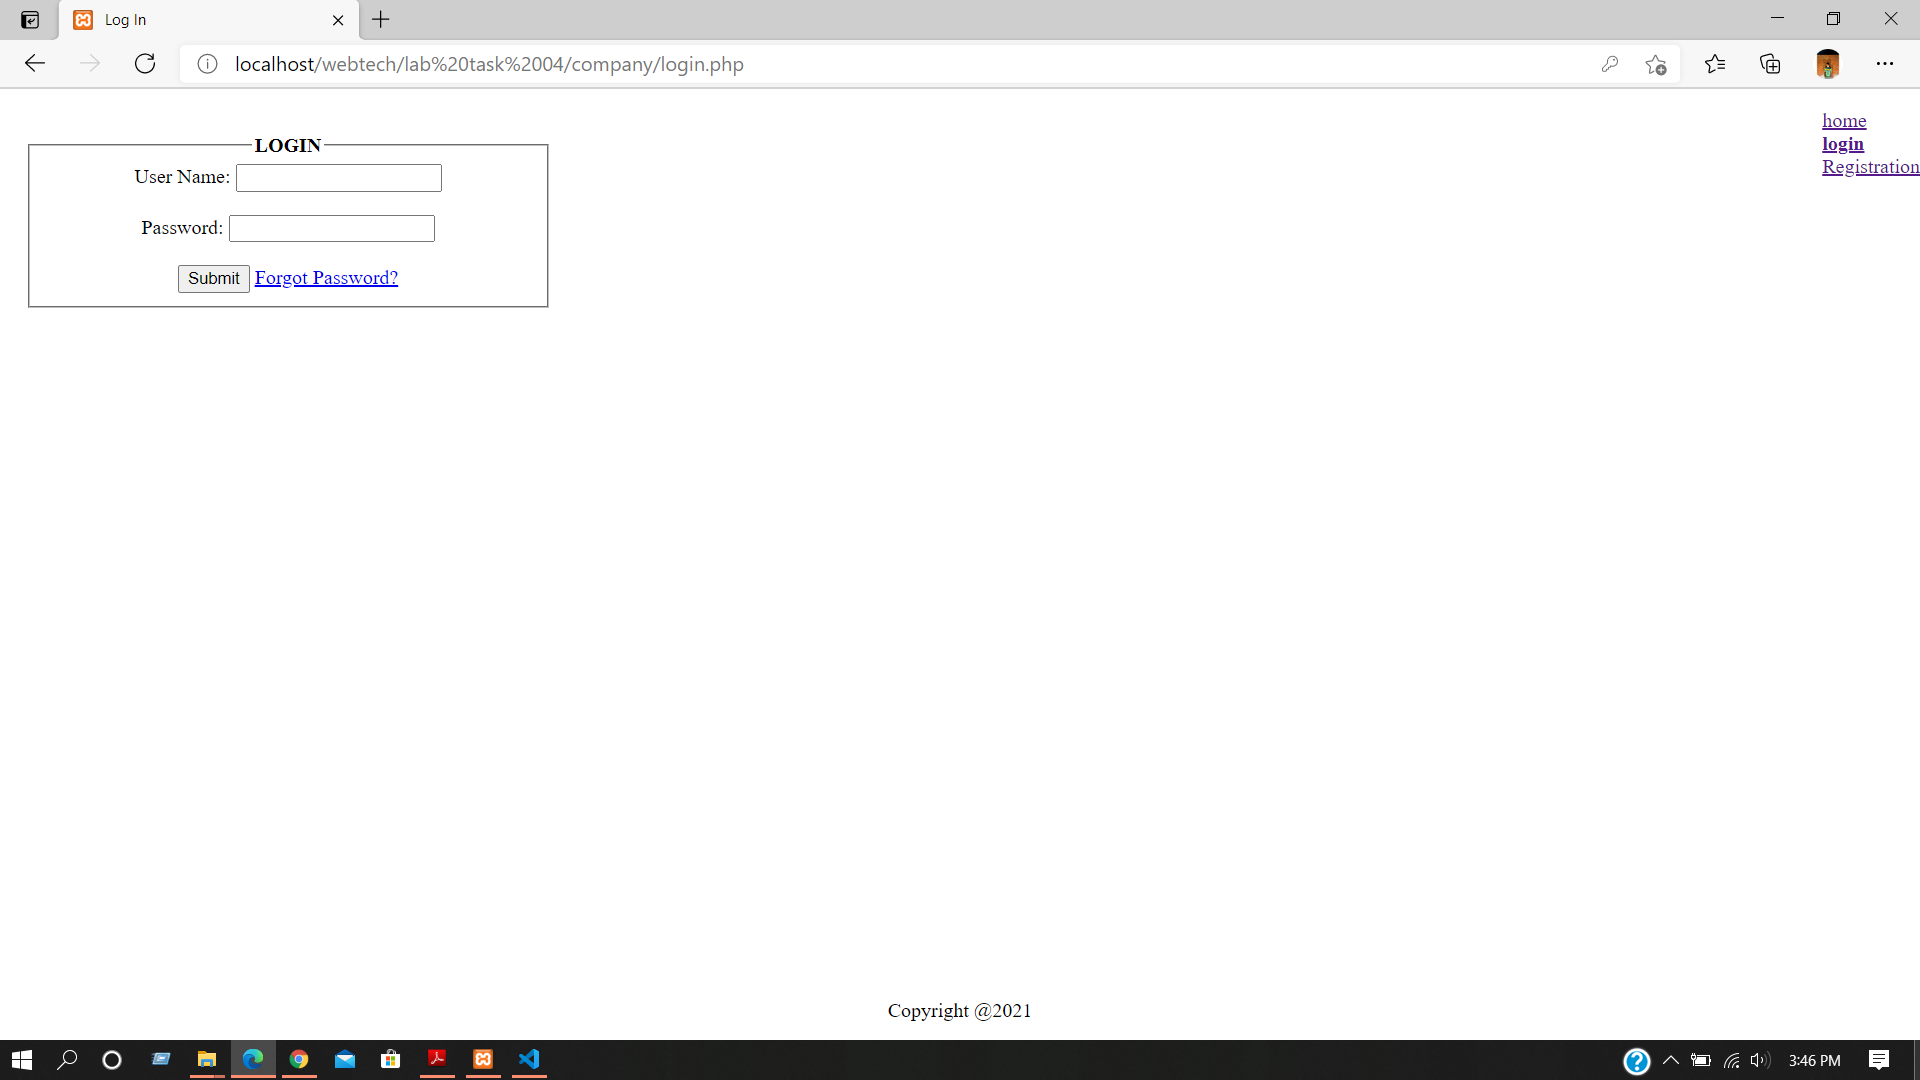 Log In
localhost/webtech/lab%20task%2004/company/login.php
home
login
Registration
LOGIN
User Name:
Password:
Submit Forgot Password?
Copyright @2021
3:46 PM